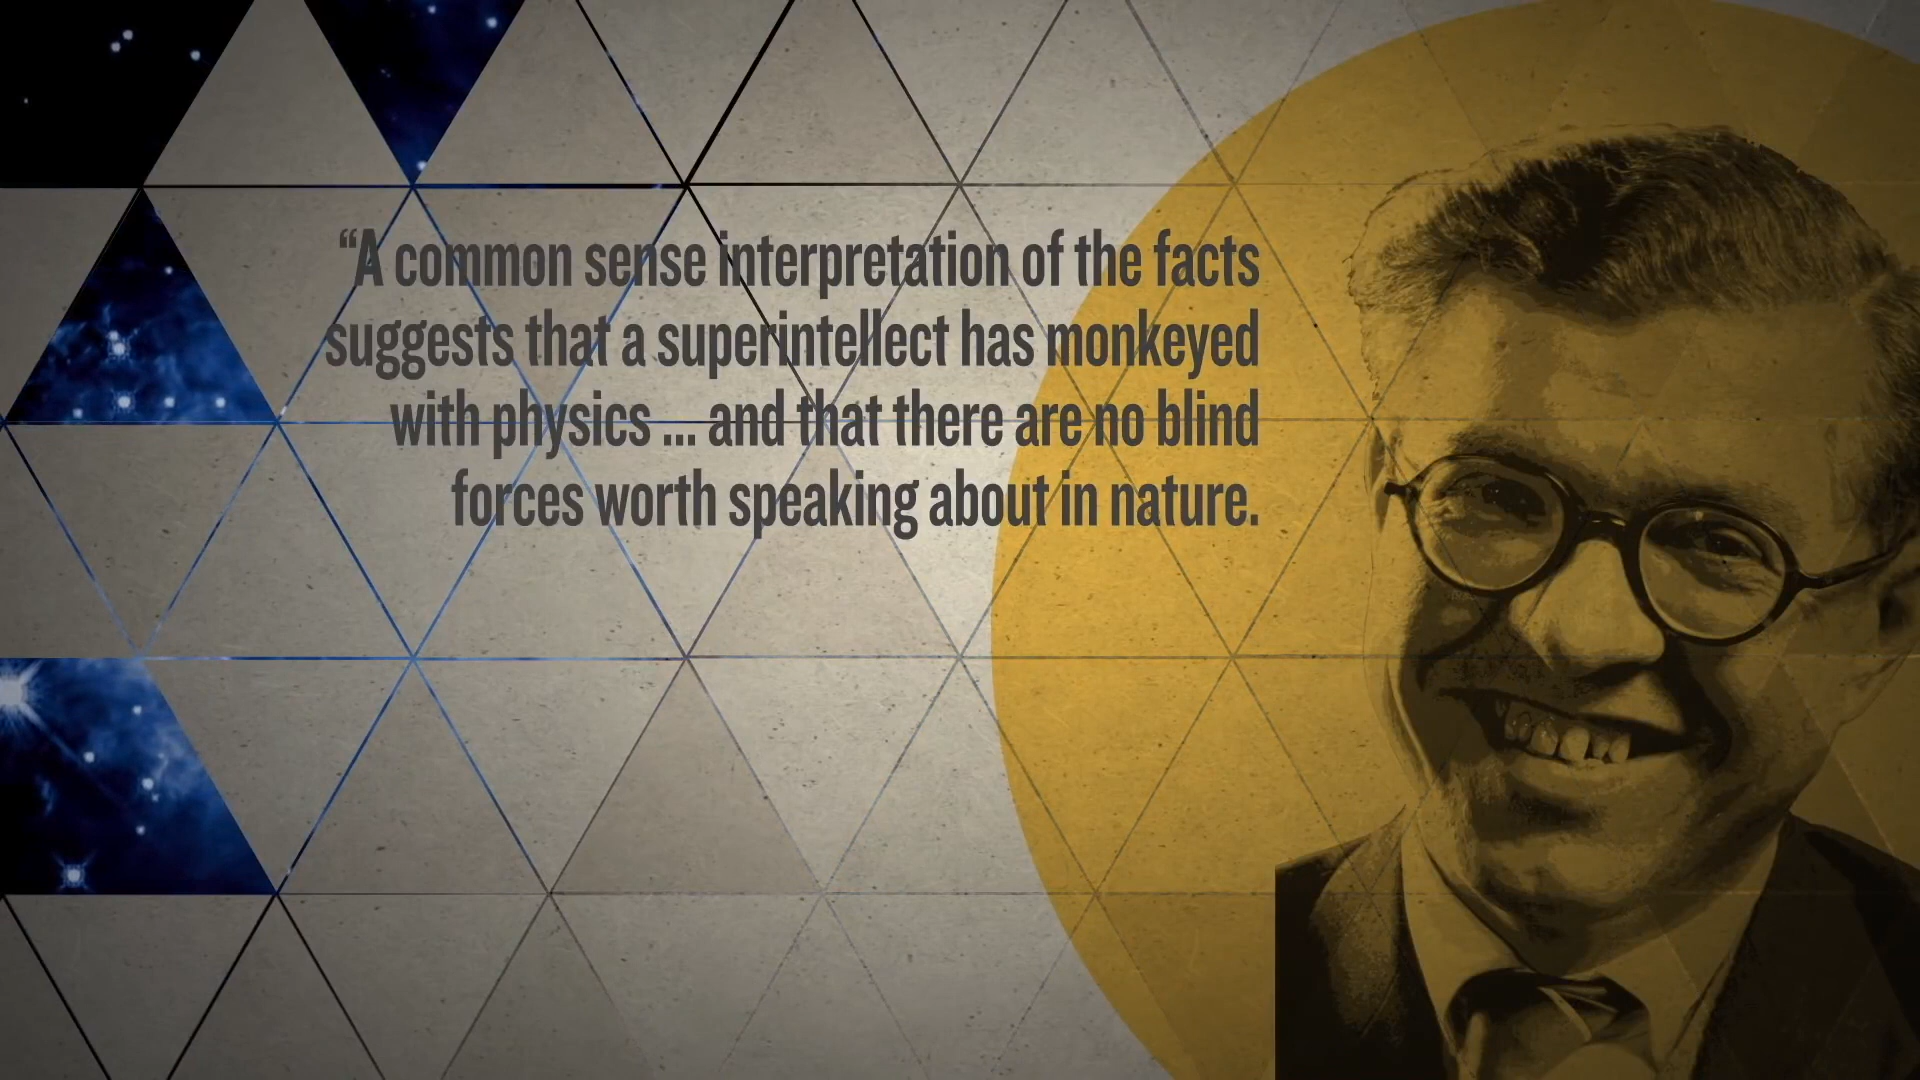 “A common sense interpretation of the facts
suggests that a superintellect has monkeyed
with physics ... and that there are no blind
forces worth speaking about in nature.